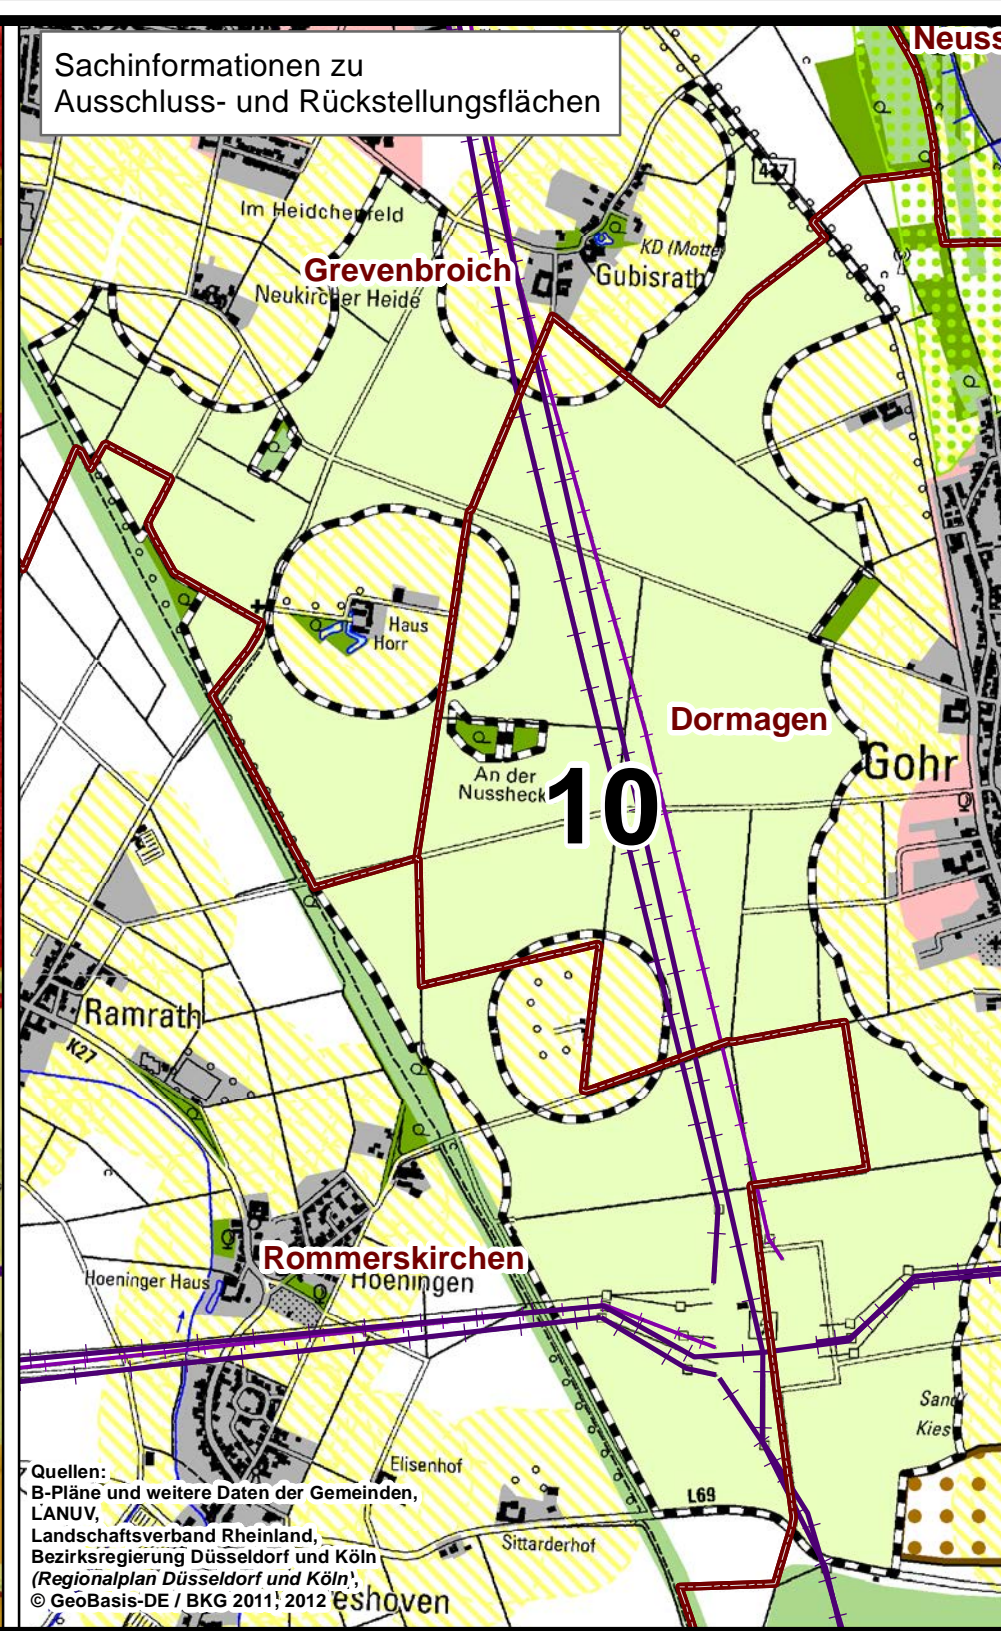 Sachinformationen zu
Ausschluss- und Rückstellungsflächen
Neuss
477
Im Heidchenfeld
KD (Motte)
Grevenbroich
Gubisrath
Neukircher Heide
Haus
Horr
Dormagen
Gohr
An der
Nussheck
10
Ramrath
K27
Rommerskirchen
Hoeninger Haus
Hoeningen
Sand
Kies
Elisenhof
L69
Sittarderhof
Quellen:
B-Pläne und weitere Daten der Gemeinden,
LANUV,
Landschaftsverband Rheinland,
Bezirksregierung Düsseldorf und Köln
(Regionalplan Düsseldorf und Köln),
© GeoBasis-DE / BKG 2011, 2012
eshoven